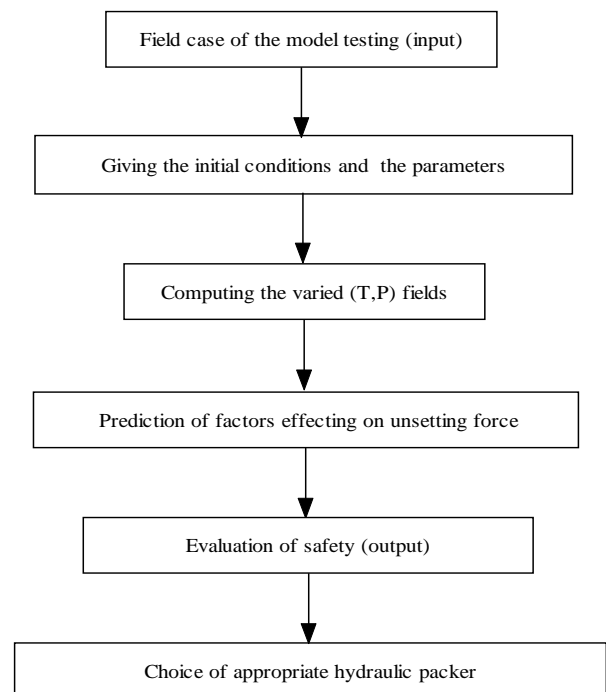 Field case of the model testing (input)
Giving the initial conditions and the parameters
Computing the varied (T,P) fields
Prediction of factors effecting on unsetting force
Evaluation of safety (output)
Choice of appropriate hydraulic packer